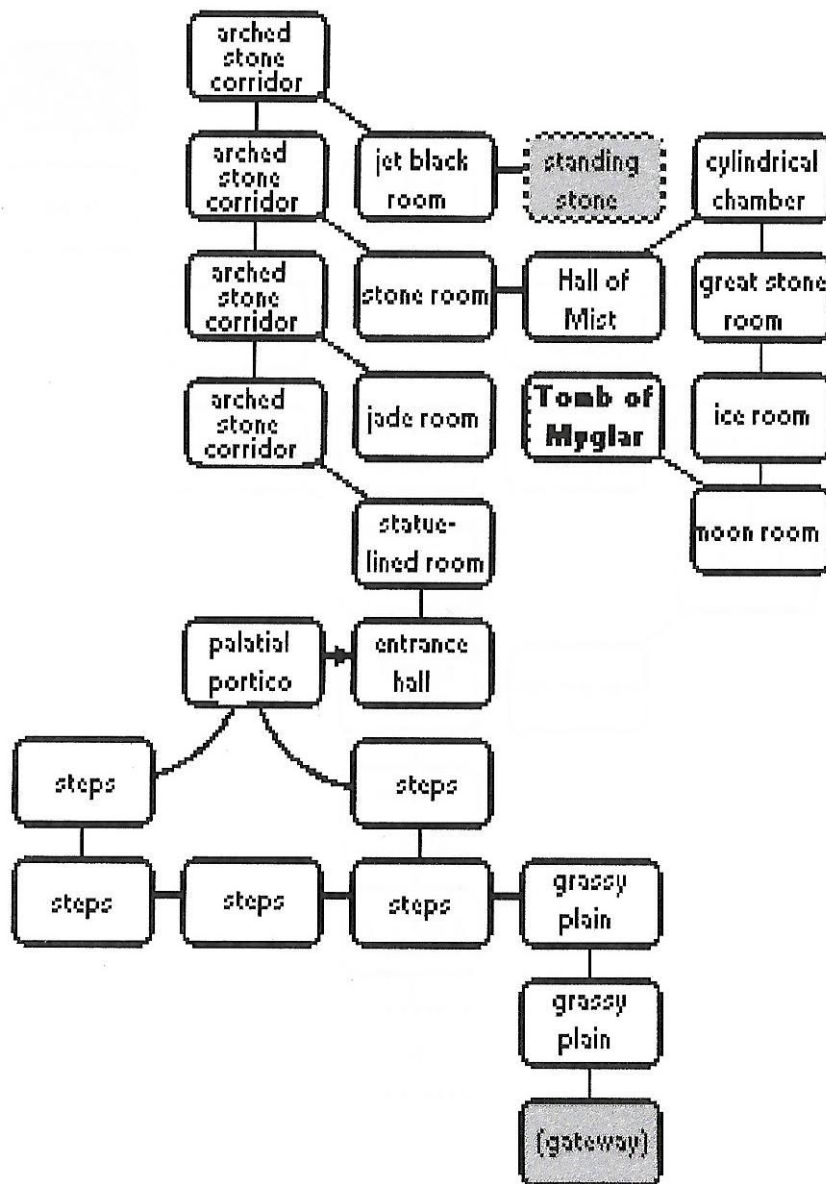 arched
stone
corridor
arched
stone
corridor
jet black
room
standing
stone
cylindrical
chamber
arched
stone
corridor
stone room
Hall of
Mist
great stone
room
arched
stone
corridor
jade room
Tomb of
Myglar
ice room
statue-
lined room
moon room
palatial
portico
entrance
hall
steps
steps
steps
steps
steps
grassy
plain
grassy
plain
(gateway)